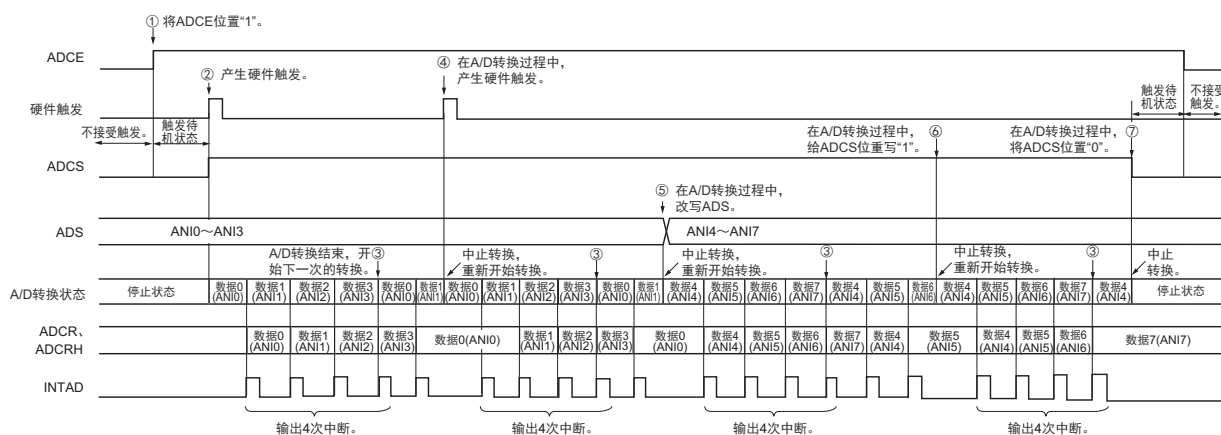 ① 将ADCE位置“1”。
ADCE
② 产生硬件触发。
④ 在A/D转换过程中，
产生硬件触发。
硬件触发
不接受触发。
触发待
机状态
触发待
机状态
不接受
触发。
在A/D转换过程中， ⑥
给ADCS位重写“1”。
在A/D转换过程中， ⑦
将ADCS位置“0”。
ADCS
⑤ 在A/D转换过程中，
改写ADS。
ADS
ANI0～ANI3
ANI4～ANI7
A/D转换结束，开③
始下一次的转换。
中止转换，
重新开始转换。
③
中止转换，
重新开始转换。
③
中止转换，
重新开始转换。
③
中止
转换。
A/D转换状态
停止状态
数据0 数据1 数据2 数据3 数据0 数据1 数据0 数据1 数据2 数据3 数据0 数据1 数据4 数据5 数据6 数据7 数据4 数据5 数据6 数据4 数据5 数据6 数据7 数据4
(ANI0) (ANI1) (ANI2) (ANI3) (ANI0) (ANI1) (ANI0) (ANI1) (ANI2) (ANI3) (ANI0) (ANI1) (ANI4) (ANI5) (ANI6) (ANI7) (ANI4) (ANI5) (ANI6) (ANI4) (ANI5) (ANI6) (ANI7) (ANI4)
停止状态
ADCR、
ADCRH
数据0 数据1 数据2 数据3 数据0(ANI0) 数据1 数据2 数据3 数据0 数据4 数据5 数据6 数据7 数据4 数据5 数据4 数据5 数据6 数据7(ANI7)
(ANI0) (ANI1) (ANI2) (ANI3) (ANI1) (ANI2) (ANI3) (ANI0) (ANI4) (ANI5) (ANI6) (ANI7) (ANI4) (ANI5) (ANI4) (ANI5) (ANI6)
INTAD
输出4次中断。
输出4次中断。
输出4次中断。
输出4次中断。